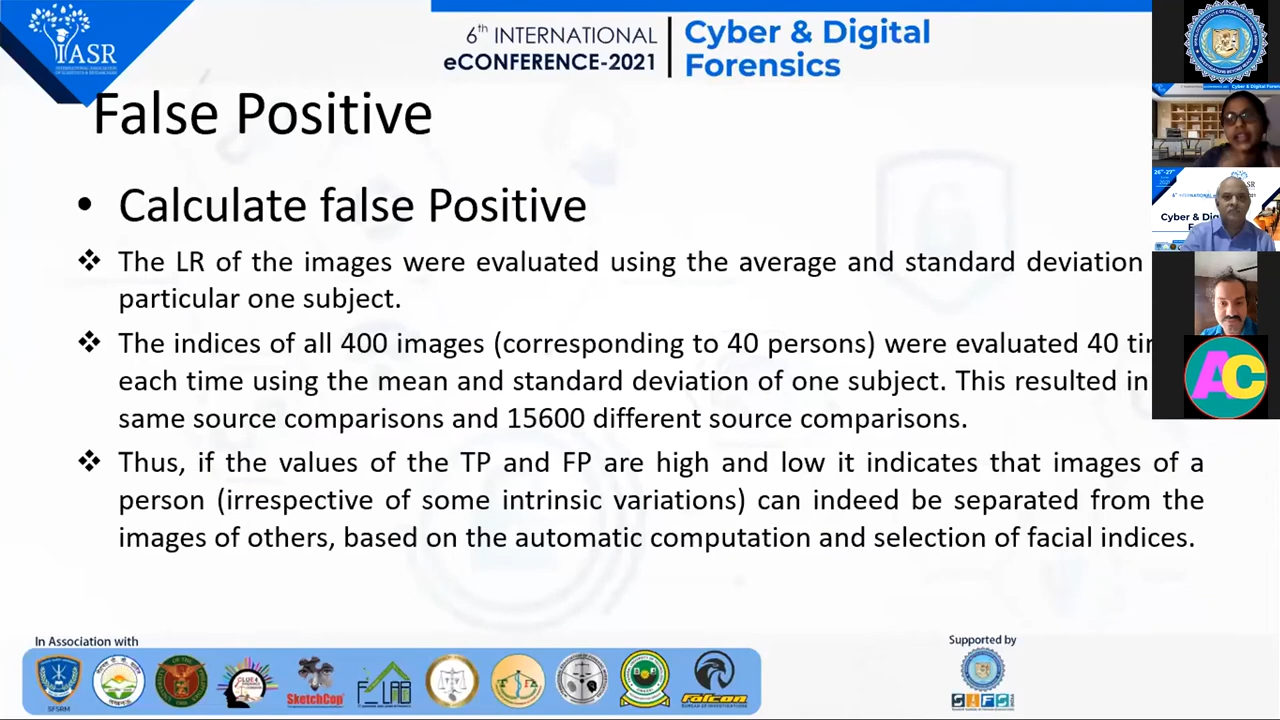 IASR
6th INTERNATIONAL
eCONFERENCE-2021
Cyber & Digital
Forensics
False Positive
• Calculate false Positive
❖ The LR of the images were evaluated using the average and standard deviation
particular one subject.
❖ The indices of all 400 images (corresponding to 40 persons) were evaluated 40
each time using the mean and standard deviation of one subject. This resulted in
same source comparisons and 15600 different source comparisons.
❖ Thus, if the values of the TP and FP are high and low it indicates that images of a
person (irrespective of some intrinsic variations) can indeed be separated from the
images of others, based on the automatic computation and selection of facial indices.
AC
In Association with
SFSRM
SketchCop
falcon
Supported by
SIFS